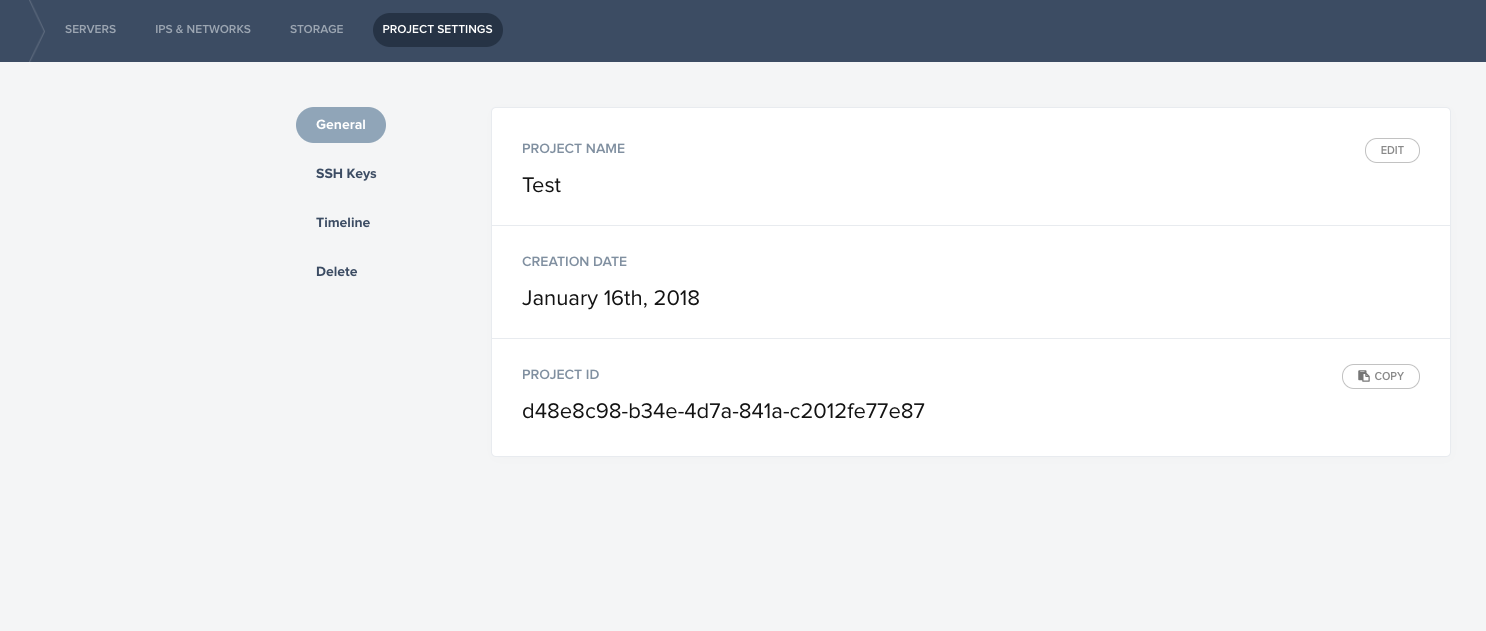 SERVERS IPS & NETWORKS STORAGE PROJECT SETTINGS
General
SSH Keys
Timeline
Delete
PROJECT NAME EDIT
Test
CREATION DATE
January 16th, 2018
PROJECT ID COPY
d48e8c98-b34e-4d7a-841a-c2012fe77e87